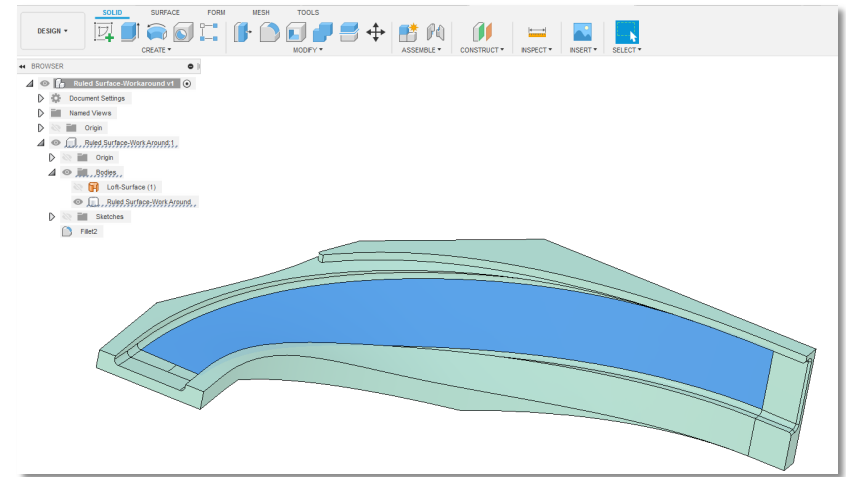 SOLID SURFACE FORM MESH TOOLS
DESIGN ▾
CREATE ▾ MODIFY ▾ ASSEMBLE ▾ CONSTRUCT ▾ INSPECT ▾ INSERT ▾ SELECT ▾
BROWSER
Ruled Surface-Workaround v1
Document Settings
Named Views
Origin
Ruled Surface-Work Around:1
Origin
Bodies
Loft-Surface (1)
Ruled Surface-Work Around
Sketches
Fillet2